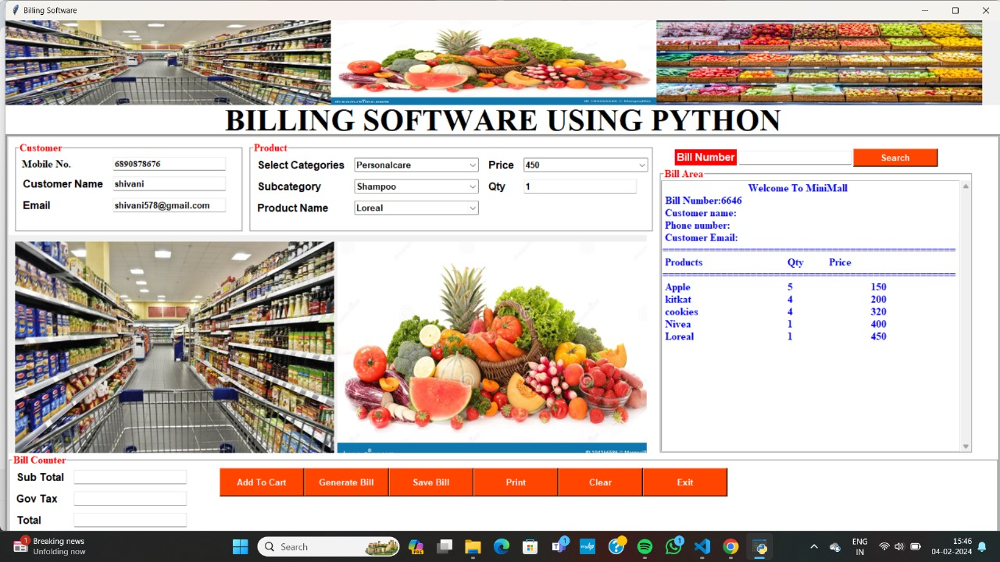 Billing Software
BILLING SOFTWARE USING PYTHON
Customer
Mobile No. 6890878676
Customer Name shivani
Email shivani578@gmail.com
Product
Select Categories Personalcare Price 450
Subcategory Shampoo Qty 1
Product Name Loreal
Bill Number Search
Bill Area
Welcome To MiniMall
Bill Number:6646
Customer name:
Phone number:
Customer Email:
Products Qty Price
Apple 5 150
kitkat 4 200
cookies 4 320
Nivea 1 400
Loreal 1 450
Bill Counter
Sub Total
Gov Tax
Total
Add To Cart Generate Bill Save Bill Print Clear Exit
1 Breaking news
Unfolding now
Search
1
1
ENG
IN
15:46
04-02-2024